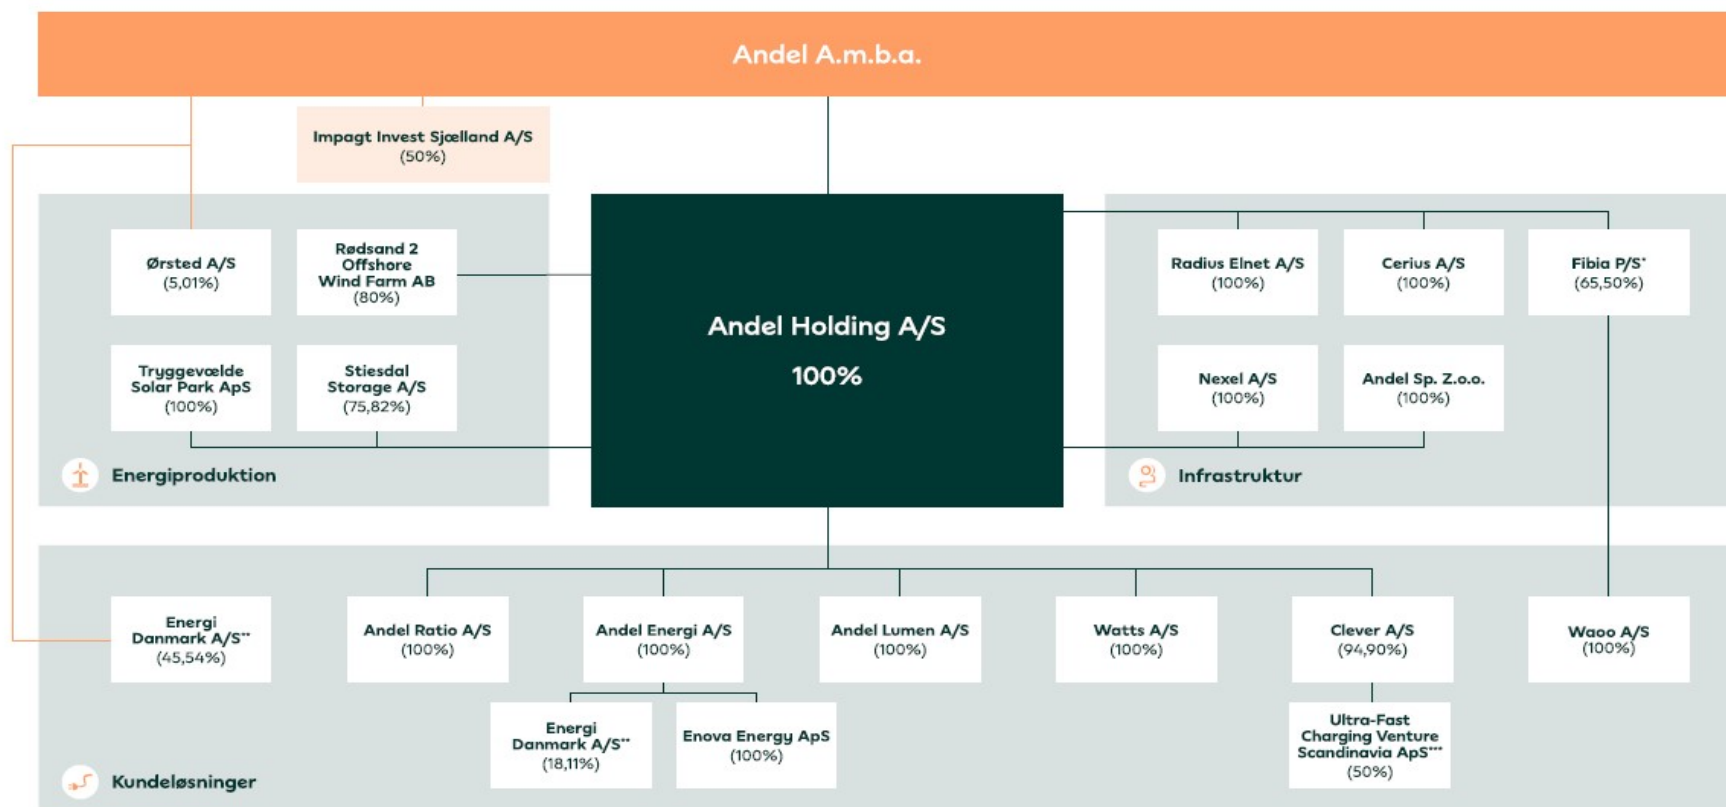 Andel A.m.b.a.
Impagt Invest Sjælland A/S
(50%)
Ørsted A/S
(5,01%)
Rødsand 2
Offshore
Wind Farm AB
(80%)
Tryggevælde
Solar Park ApS
(100%)
Stiesdal
Storage A/S
(75,82%)
Energiproduktion
Andel Holding A/S
100%
Radius Elnet A/S
(100%)
Cerius A/S
(100%)
Fibia P/S*
(65,50%)
Nexel A/S
(100%)
Andel Sp. Z.o.o.
(100%)
Infrastruktur
Energi
Danmark A/S**
(45,54%)
Andel Ratio A/S
(100%)
Andel Energi A/S
(100%)
Andel Lumen A/S
(100%)
Watts A/S
(100%)
Clever A/S
(94,90%)
Waoo A/S
(100%)
Energi
Danmark A/S**
(18,11%)
Enova Energy ApS
(100%)
Ultra-Fast
Charging Venture
Scandinavia ApS***
(50%)
Kundeløsninger